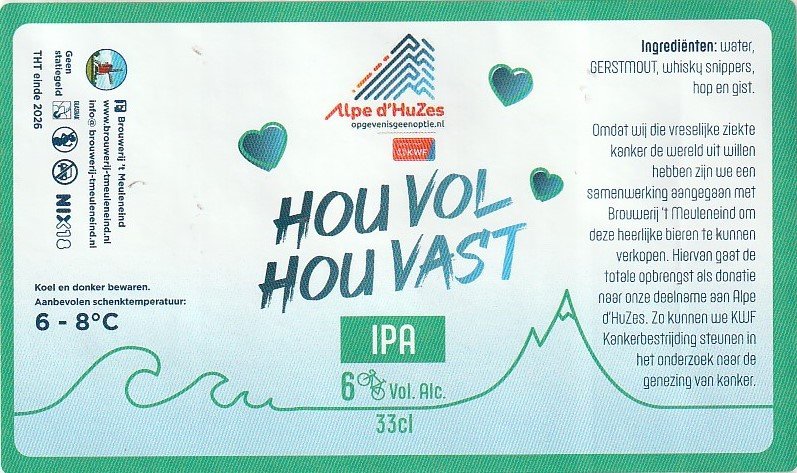 Geen
statiegeld
THT einde 2026
Brouwerij 't Meuleneind
www.brouwerij-tmeuleneind.nl
info@brouwerij-tmeuleneind.nl
NIX18
Koel en donker bewaren.
Aanbevolen schenktemperatuur:
6 - 8°C
Alpe d'HuZes
opgevenisgeenoptie.nl
KWF
HOU VOL
HOU VAST
IPA
6 % Vol. Alc.
33cl
Ingrediënten: water,
GERSTMOUT, whisky snippers,
hop en gist.
Omdat wij die vreselijke ziekte
kanker de wereld uit willen
hebben zijn we een
samenwerking aangegaan met
Brouwerij 't Meuleneind om
deze heerlijke bieren te kunnen
verkopen. Hiervan gaat de
totale opbrengst als donatie
naar onze deelname aan Alpe
d'HuZes. Zo kunnen we KWF
Kankerbestrijding steunen in
het onderzoek naar de
genezing van kanker.